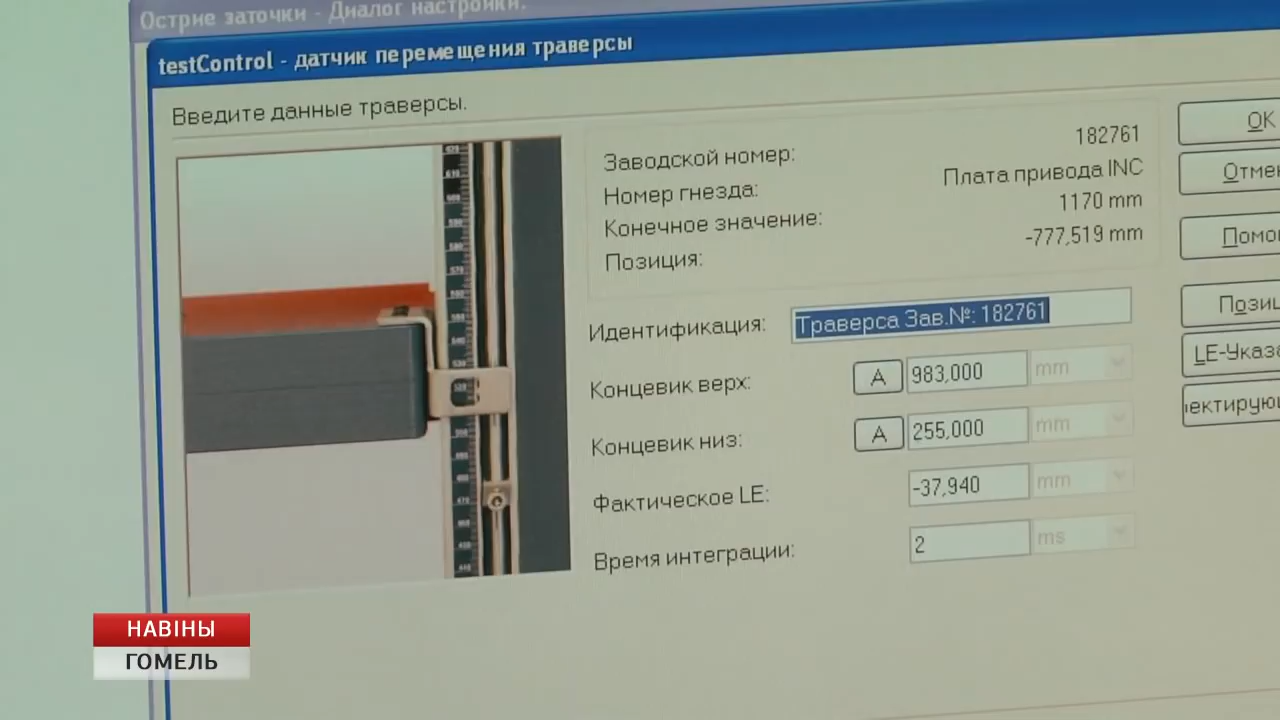 Острие заточки - Диалог настройки.
testControl - датчик перемещения траверсы
Введите данные траверсы.
Заводской номер: 182761
Номер гнезда: Плата привода INC
Конечное значение: 1170 mm
Позиция: -777,519 mm
Идентификация: Траверса Зав.№: 182761
Концевик верх: A 983,000 mm
Концевик низ: A 255,000 mm
Фактическое LE: -37,940 mm
Время интеграции: 2 ms
OK
Отмен
Помо
Позиц
LE-Указа
ектирую
НАВІНЫ
ГОМЕЛЬ